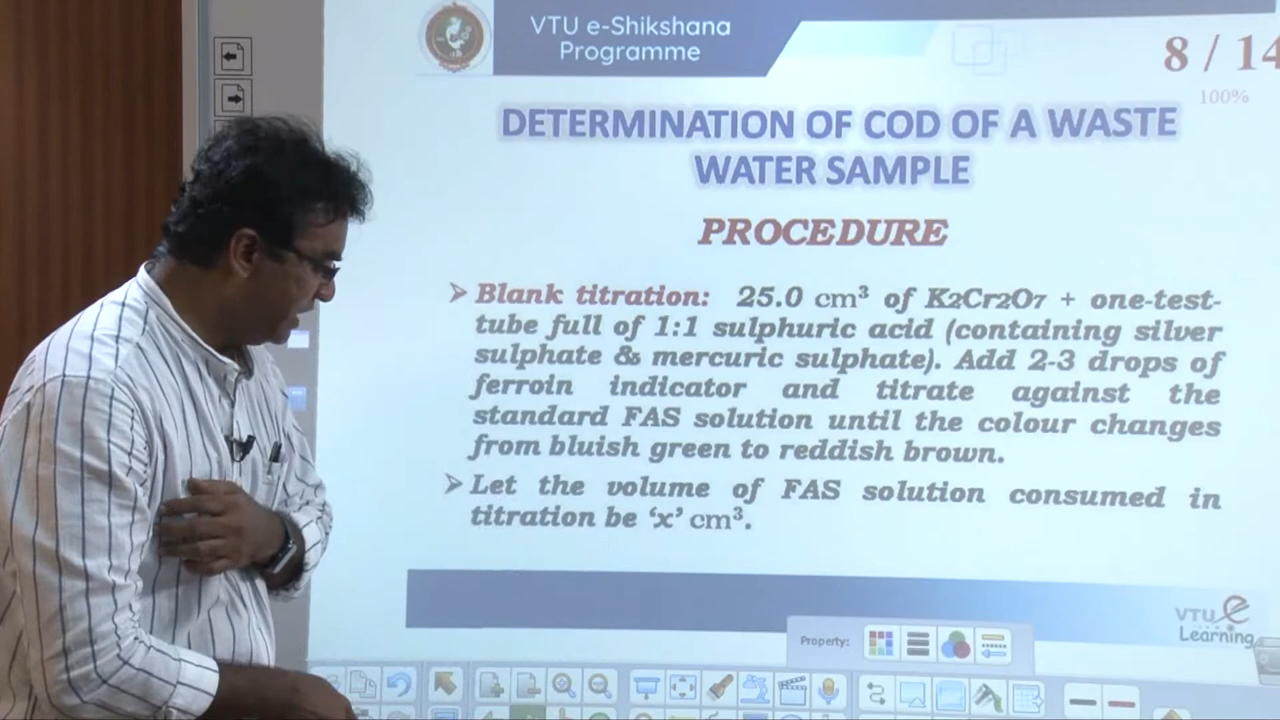 VTU e-Shikshana
Programme
8 / 14
100%
DETERMINATION OF COD OF A WASTE
WATER SAMPLE
PROCEDURE
➢ Blank titration: 25.0 cm³ of K2Cr2O7 + one-test-
tube full of 1:1 sulphuric acid (containing silver
sulphate & mercuric sulphate). Add 2-3 drops of
ferroin indicator and titrate against the
standard FAS solution until the colour changes
from bluish green to reddish brown.
➢ Let the volume of FAS solution consumed in
titration be ‘x’ cm³.
VTU e
Learning
Property: